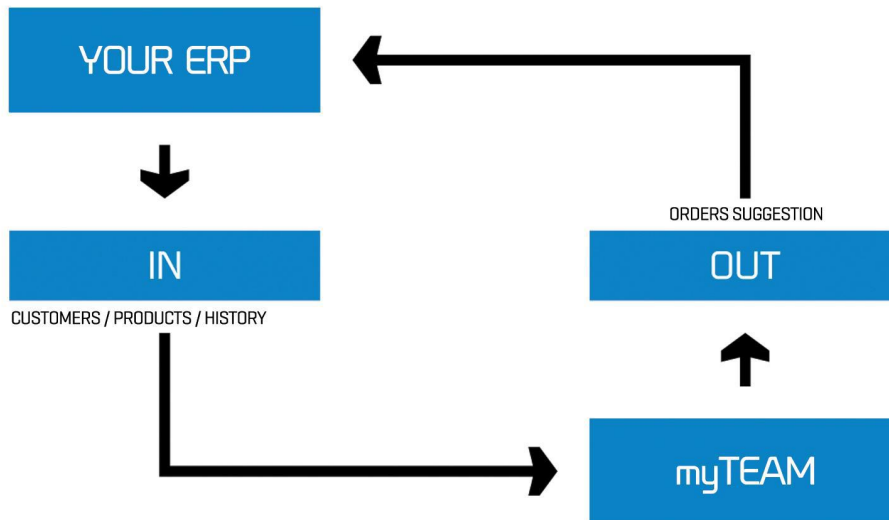 YOUR ERP
ORDERS SUGGESTION
IN
OUT
CUSTOMERS / PRODUCTS / HISTORY
myTEAM